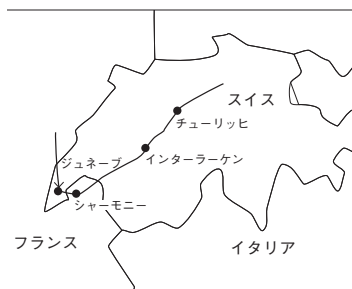 スイス
チューリッヒ
ジュネーブ
インターラーケン
シャーモニー
フランス
イタリア